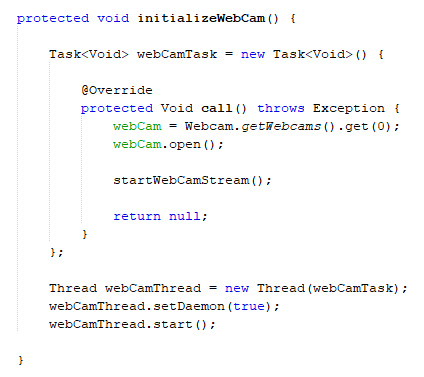 protected void initializeWebCam() {
Task<Void> webCamTask = new Task<Void>() {
@Override
protected Void call() throws Exception {
webCam = Webcam.getWebcams().get(0);
webCam.open();
startWebCamStream();
return null;
}
};
Thread webCamThread = new Thread(webCamTask);
webCamThread.setDaemon(true);
webCamThread.start();
}